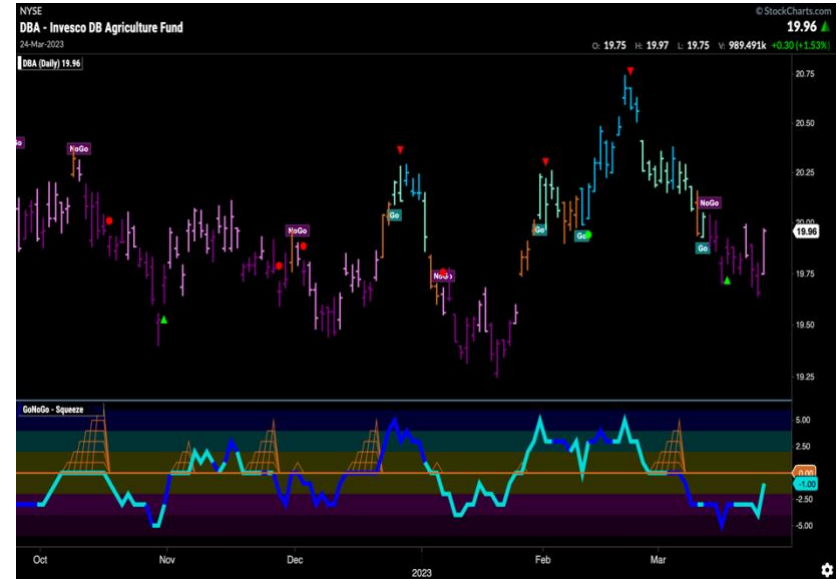 NYSE
© StockCharts.com
DBA - Invesco DB Agriculture Fund
19.96
24-Mar-2023
O: 19.75 H: 19.97 L: 19.75 V: 989.491k +0.30 (+1.53%)
DBA (Daily) 19.96
20.75
20.50
20.25
20.00
19.96
19.75
19.50
19.25
NoGo
NoGo
Go
NoGo
Go
Go
NoGo
Go
GoNoGo - Squeeze
5.00
2.50
0.00
-1.00
-2.50
-5.00
Oct
Nov
Dec
2023
Feb
Mar